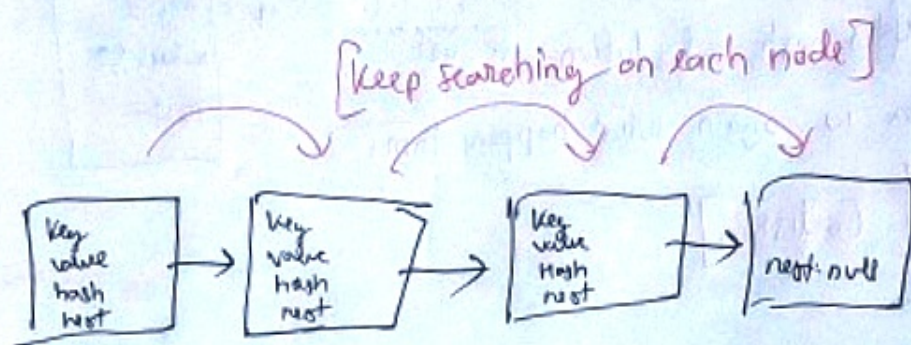 [Keep searching on each node]
Key
value
hash
next
Key
value
hash
next
Key
value
Hash
next
next: null